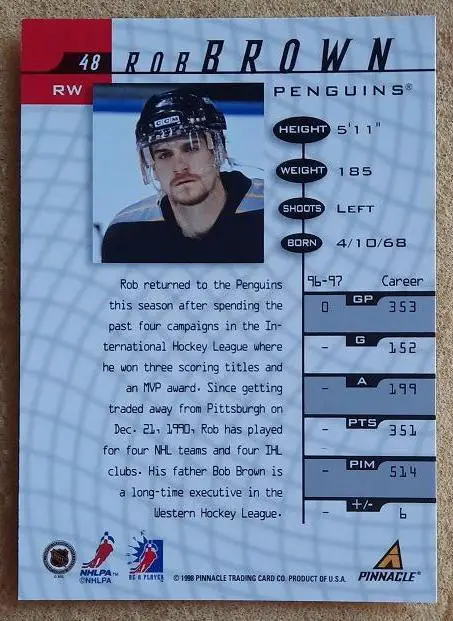 48 ROB BROWN
RW PENGUINS®
CCM
HEIGHT 5'11"
WEIGHT 185
SHOOTS LEFT
BORN 4/10/68
Rob returned to the Penguins
this season after spending the
past four campaigns in the In-
ternational Hockey League where
he won three scoring titles and
an MVP award. Since getting
traded away from Pittsburgh on
Dec. 21, 1990, Rob has played
for four NHL teams and four IHL
clubs. His father Bob Brown is
a long-time executive in the
Western Hockey League.
96-97 Career
GP
0 353
G
- 152
A
- 199
PTS
- 351
PIM
- 514
+/-
- 6
NHLPA™
©NHLPA
BE A PLAYER
© 1998 PINNACLE TRADING CARD CO. PRODUCT OF U.S.A.
PINNACLE®